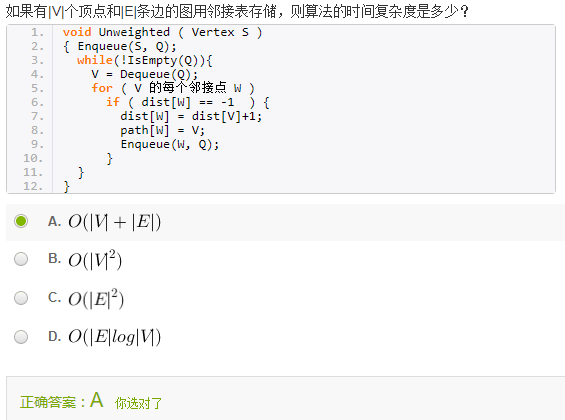 如果有|V|个顶点和|E|条边的图用邻接表存储，则算法的时间复杂度是多少？
1. void Unweighted ( Vertex S )
2. { Enqueue(S, Q);
3. while(!IsEmpty(Q)){
4. V = Dequeue(Q);
5. for ( V 的每个邻接点 W )
6. if ( dist[W] == -1 ) {
7. dist[W] = dist[V]+1;
8. path[W] = V;
9. Enqueue(W, Q);
10. }
11. }
12. }
A. O(|V| + |E|)
B. O(|V|²)
C. O(|E|²)
D. O(|E|log|V|)
正确答案：A 你选对了